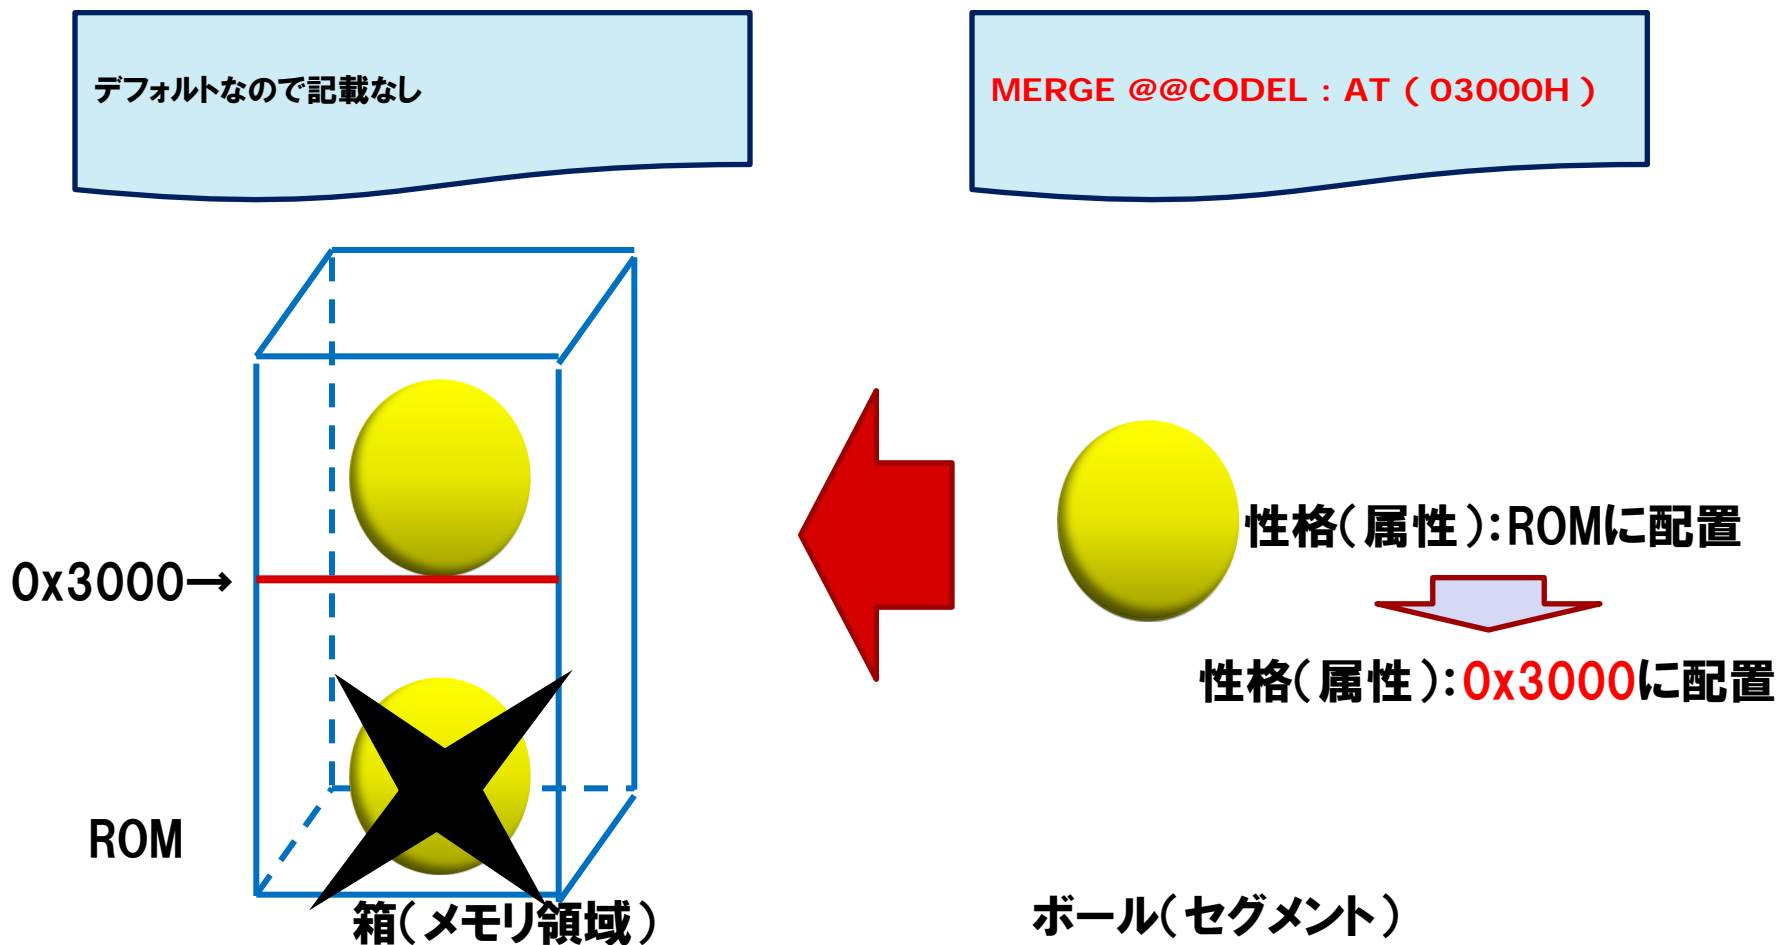 デフォルトなので記載なし
MERGE @@CODEL : AT ( 03000H )
0x3000→
性格(属性):ROMに配置
性格(属性):0x3000に配置
ROM
箱(メモリ領域)
ボール(セグメント)